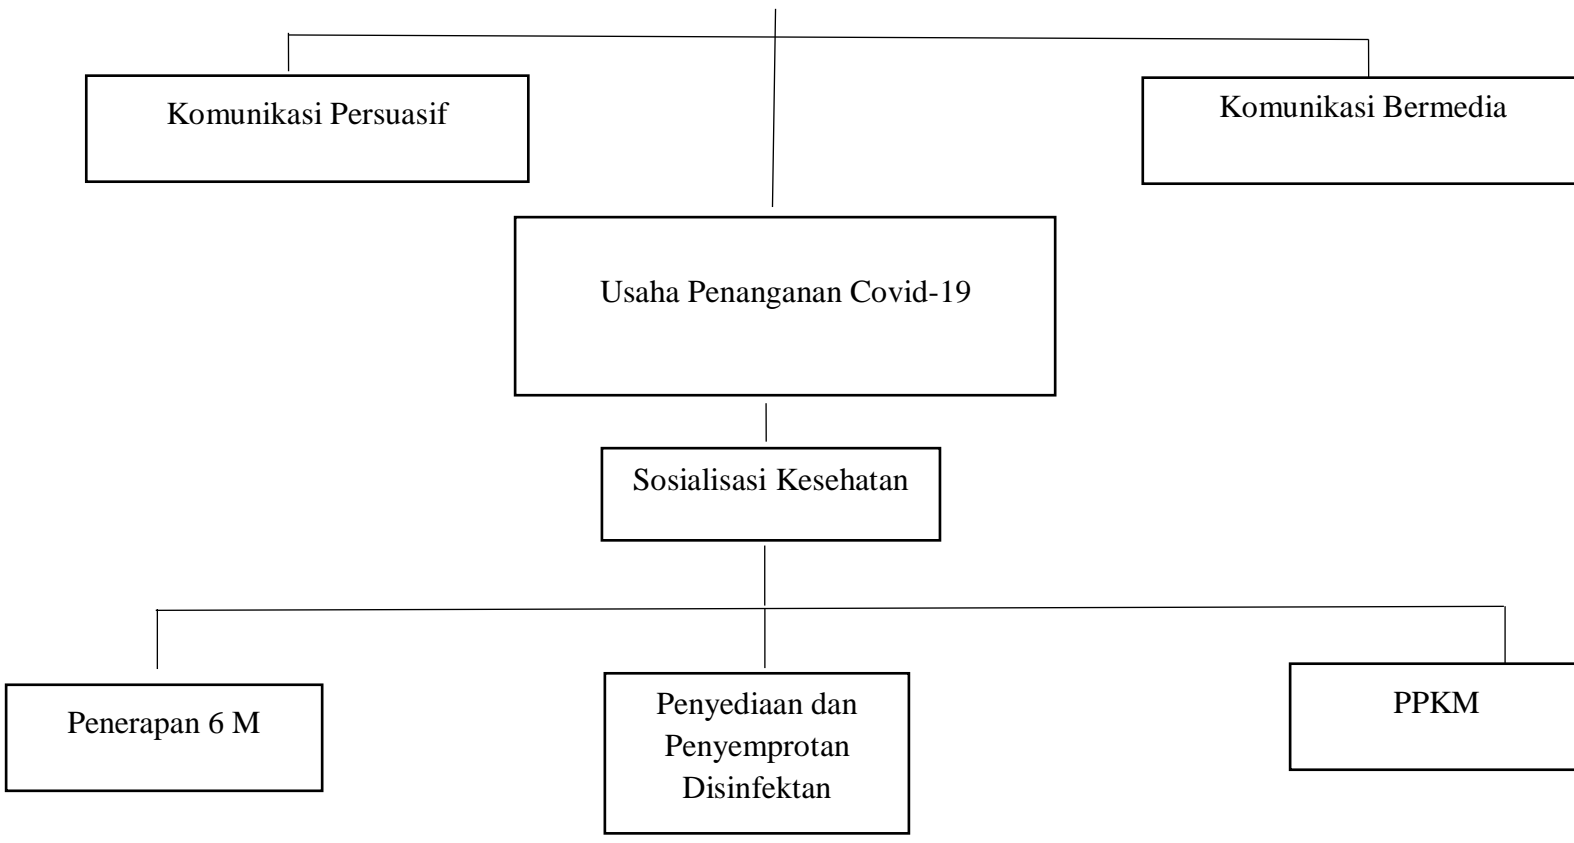 Komunikasi Persuasif
Komunikasi Bermedia
Usaha Penanganan Covid-19
Sosialisasi Kesehatan
Penerapan 6 M
Penyediaan dan
Penyemprotan
Disinfektan
PPKM